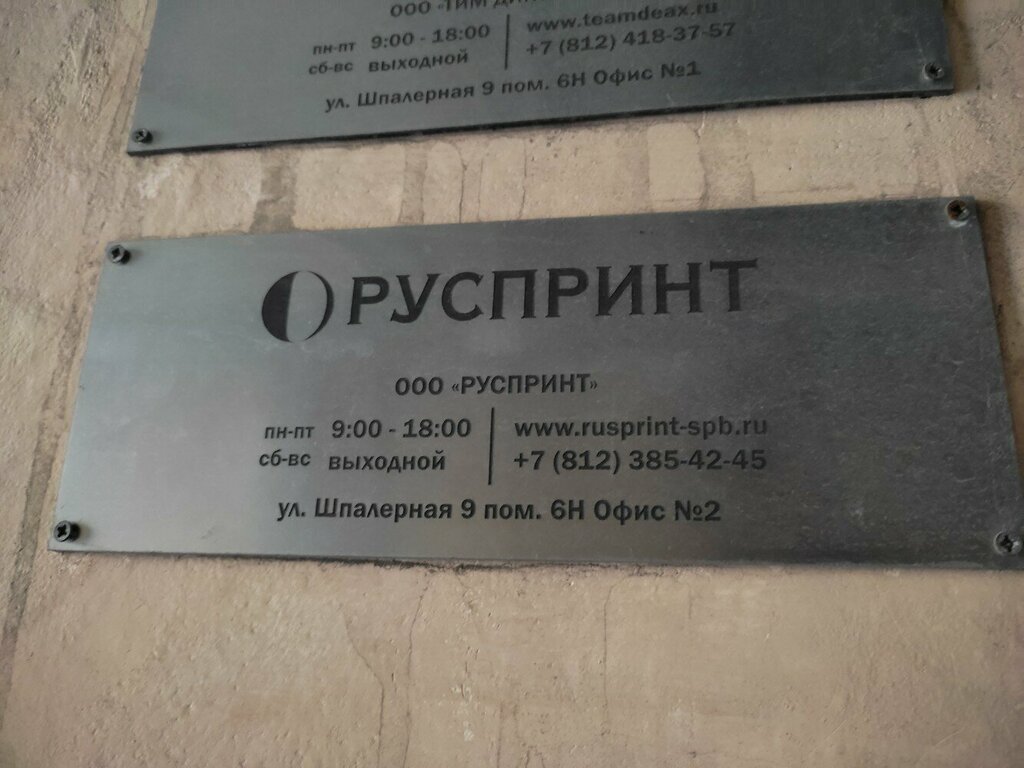 ООО «ТИМ
пн-пт 9:00 - 18:00
сб-вс выходной
www.teamdeax.ru
+7 (812) 418-37-57
ул. Шпалерная 9 пом. 6Н Офис №1
РУСПРИНТ
ООО «РУСПРИНТ»
пн-пт 9:00 - 18:00
сб-вс выходной
www.rusprint-spb.ru
+7 (812) 385-42-45
ул. Шпалерная 9 пом. 6Н Офис №2